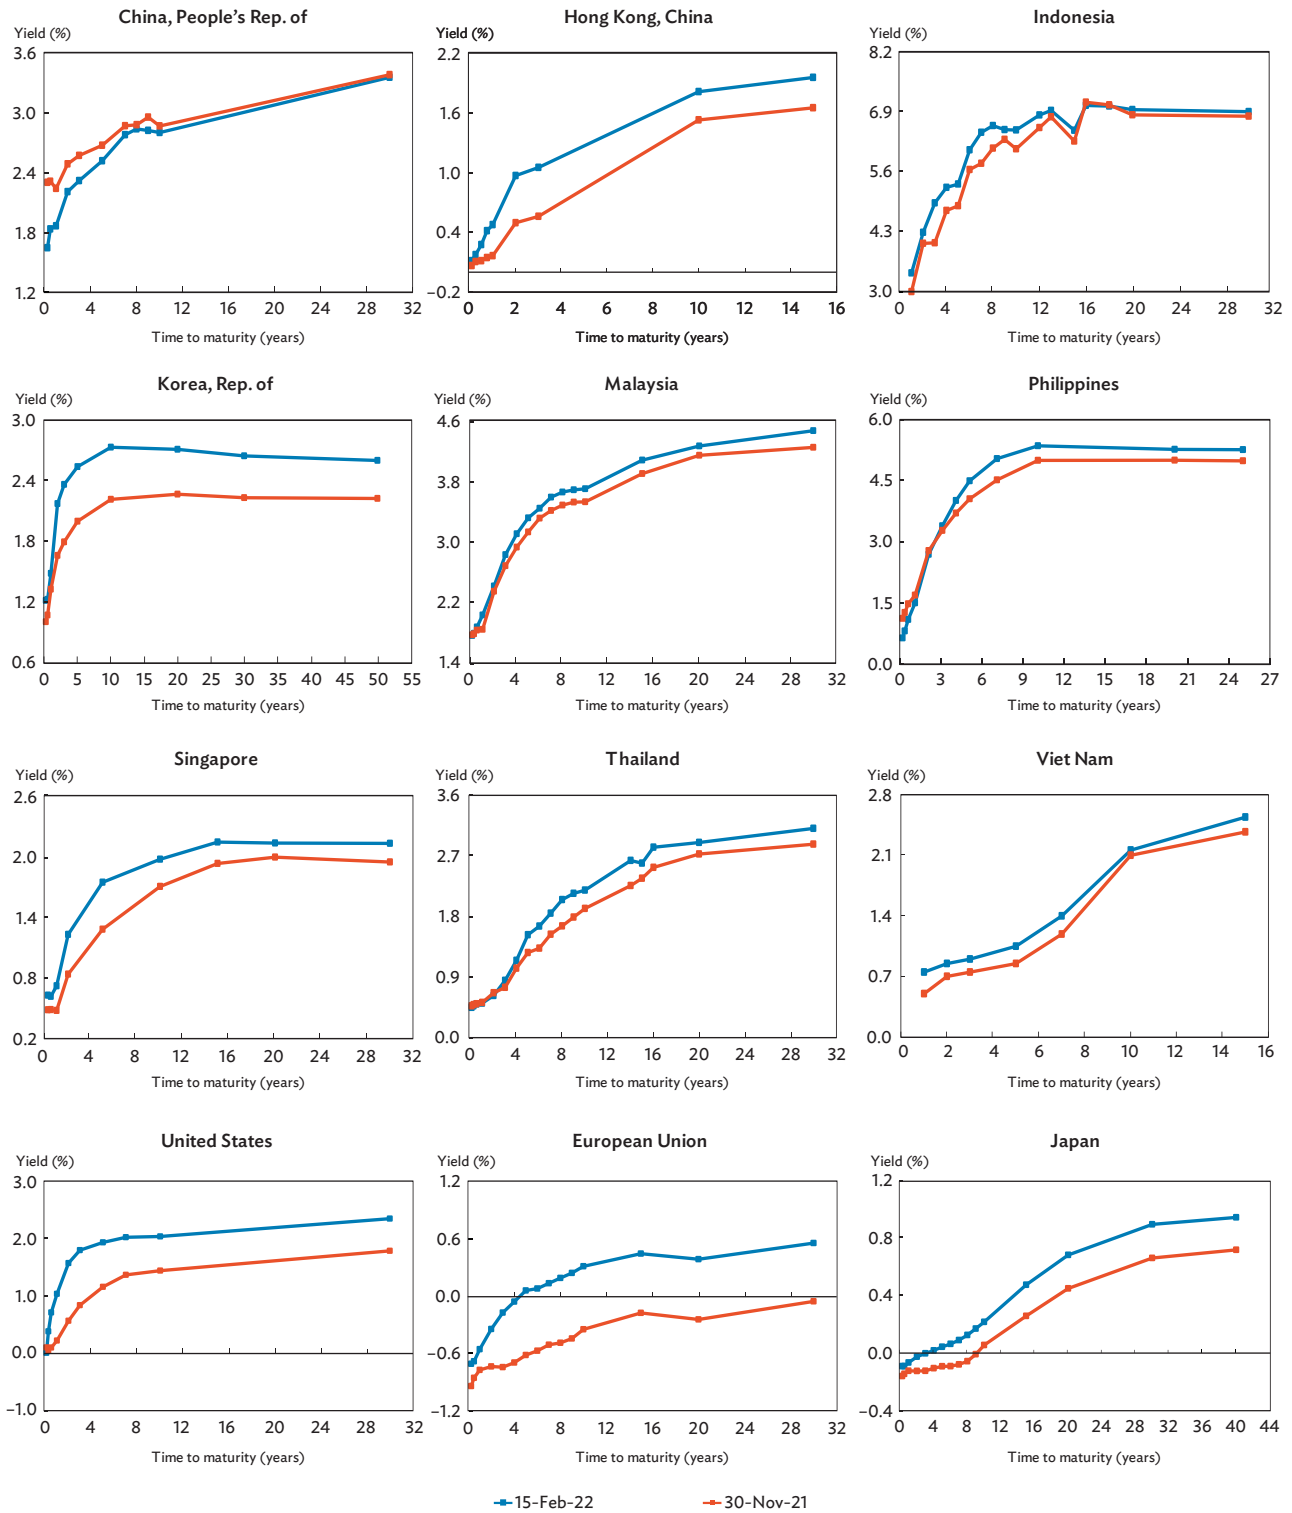 China, People's Rep. of
Yield (%)
3.6
3.0
2.4
1.8
1.2
0 4 8 12 16 20 24 28 32
Time to maturity (years)
Hong Kong, China
Yield (%)
2.2
1.6
1.0
0.4
–0.2
0 2 4 6 8 10 12 14 16
Time to maturity (years)
Indonesia
Yield (%)
8.2
6.9
5.6
4.3
3.0
0 4 8 12 16 20 24 28 32
Time to maturity (years)
Korea, Rep. of
Yield (%)
3.0
2.4
1.8
1.2
0.6
0 5 10 15 20 25 30 35 40 45 50 55
Time to maturity (years)
Malaysia
Yield (%)
4.6
3.8
3.0
2.2
1.4
0 4 8 12 16 20 24 28 32
Time to maturity (years)
Philippines
Yield (%)
6.0
4.5
3.0
1.5
0.0
0 3 6 9 12 15 18 21 24 27
Time to maturity (years)
Singapore
Yield (%)
2.6
2.0
1.4
0.8
0.2
0 4 8 12 16 20 24 28 32
Time to maturity (years)
Thailand
Yield (%)
3.6
2.7
1.8
0.9
0.0
0 4 8 12 16 20 24 28 32
Time to maturity (years)
Viet Nam
Yield (%)
2.8
2.1
1.4
0.7
0.0
0 2 4 6 8 10 12 14 16
Time to maturity (years)
United States
Yield (%)
3.0
2.0
1.0
0.0
–1.0
0 4 8 12 16 20 24 28 32
Time to maturity (years)
European Union
Yield (%)
1.2
0.6
0.0
–0.6
–1.2
0 4 8 12 16 20 24 28 32
Time to maturity (years)
Japan
Yield (%)
1.2
0.8
0.4
0.0
–0.4
0 4 8 12 16 20 24 28 32 36 40 44
Time to maturity (years)
15-Feb-22 30-Nov-21